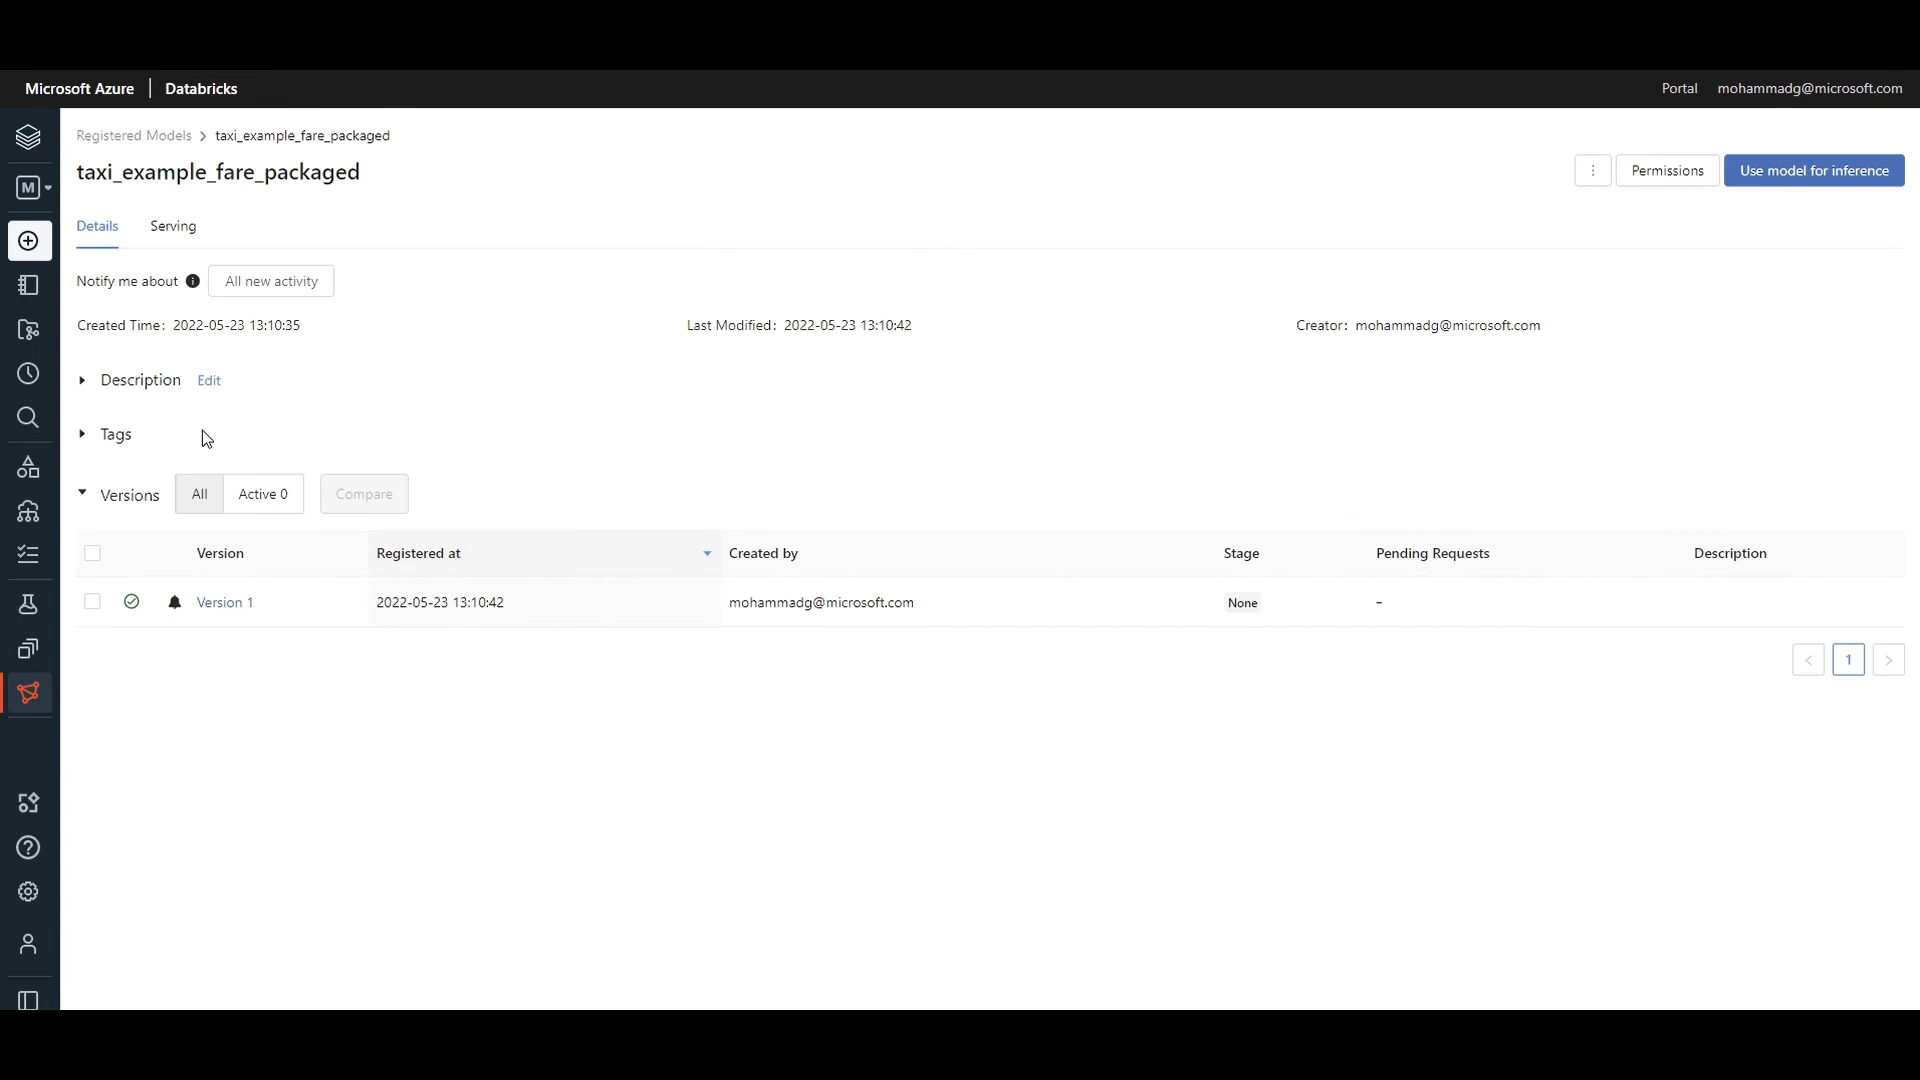 Microsoft Azure | Databricks
Portal mohammadg@microsoft.com
M
Registered Models > taxi_example_fare_packaged
taxi_example_fare_packaged
Permissions
Use model for inference
Details Serving
Notify me about All new activity
Created Time: 2022-05-23 13:10:35 Last Modified: 2022-05-23 13:10:42 Creator: mohammadg@microsoft.com
Description Edit
Tags
Versions All Active 0 Compare
Version Registered at Created by Stage Pending Requests Description
Version 1 2022-05-23 13:10:42 mohammadg@microsoft.com None -
< 1 >